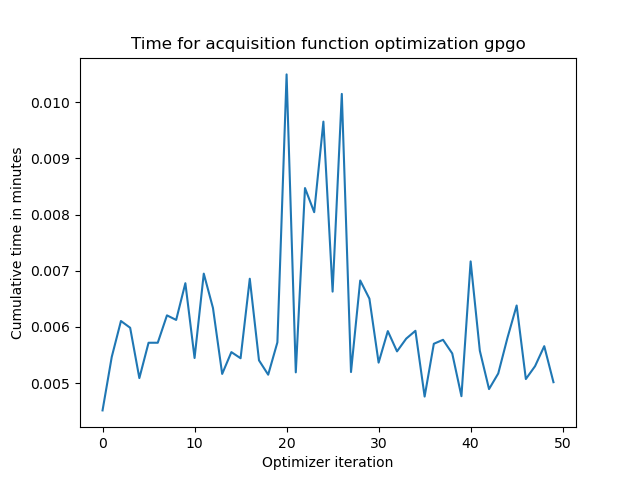 Time for acquisition function optimization gpgo
Cumulative time in minutes
0.010
0.009
0.008
0.007
0.006
0.005
0 10 20 30 40 50
Optimizer iteration